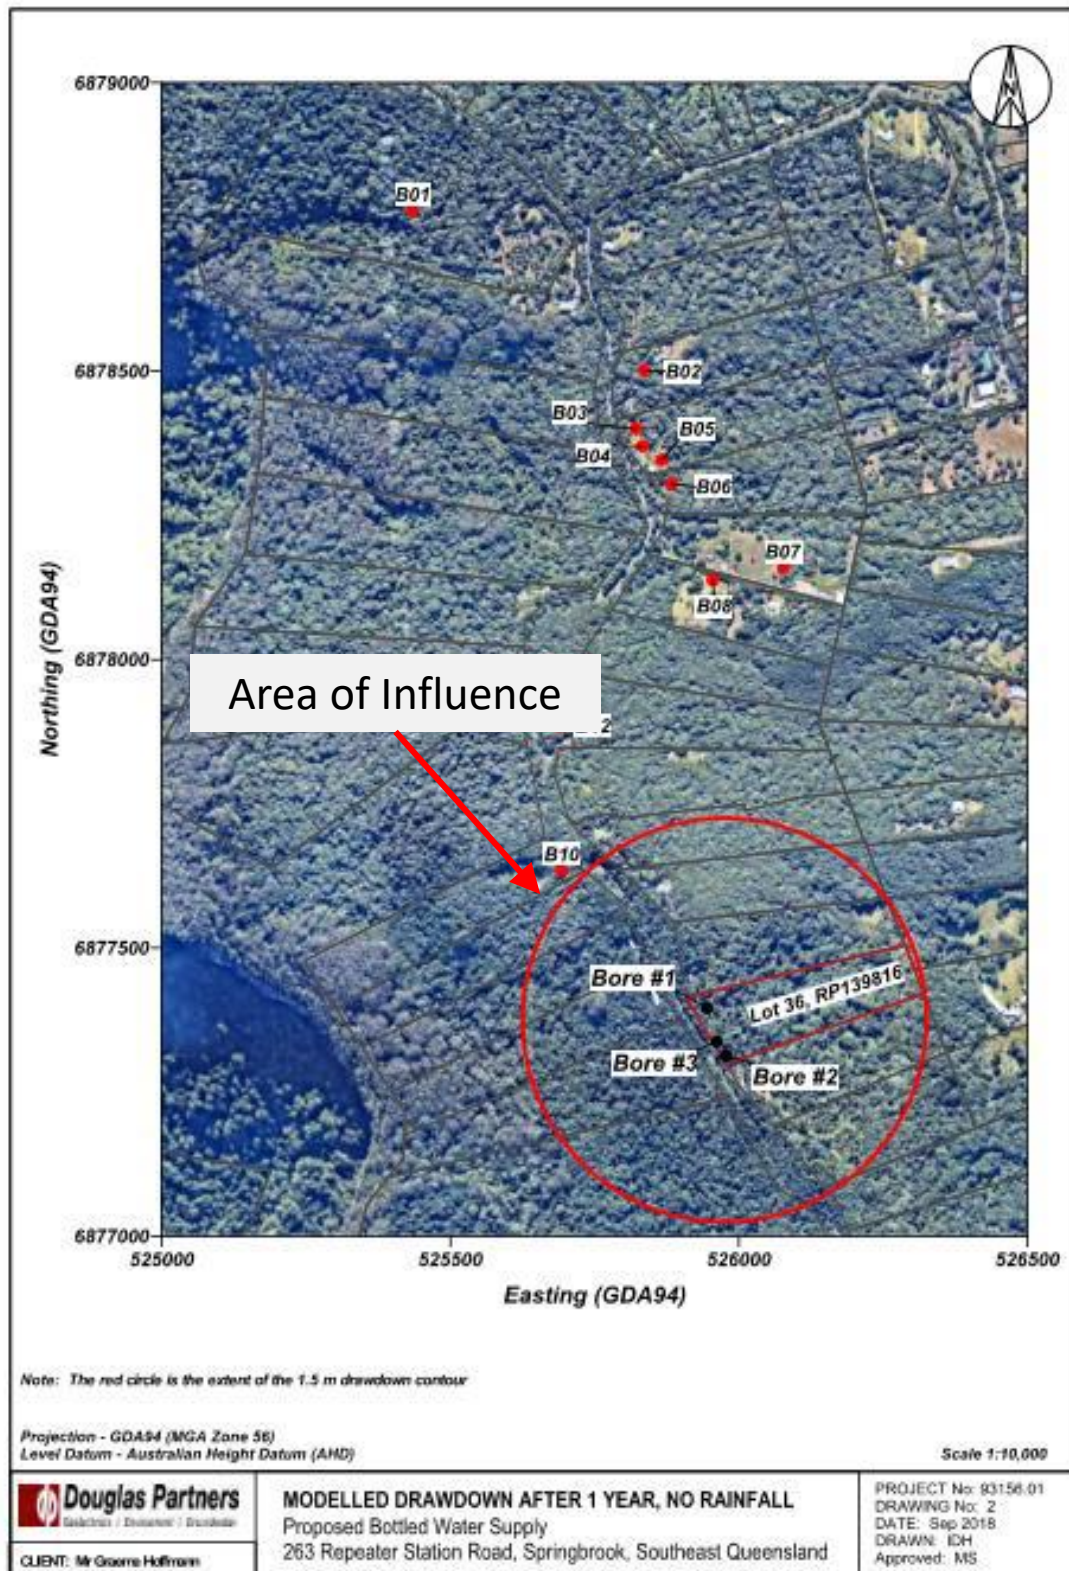 N
6879000
B01
6878500
B02
B03
B05
B04
B06
Northing (GDA94)
B07
B08
6878000
Area of Influence
B10
6877500
Bore #1
Lot 36, RP139816
Bore #3
Bore #2
6877000
525000
525500
526000
526500
Easting (GDA94)
Note: The red circle is the extent of the 1.5 m drawdown contour
Projection - GDA94 (MGA Zone 56)
Level Datum - Australian Height Datum (AHD)
Scale 1:10,000
Douglas Partners
Geotechnics | Environment | Groundwater
CLIENT: Mr Graeme Hoffmann
MODELLED DRAWDOWN AFTER 1 YEAR, NO RAINFALL
Proposed Bottled Water Supply
263 Repeater Station Road, Springbrook, Southeast Queensland
PROJECT No: 93156.01
DRAWING No: 2
DATE: Sep 2018
DRAWN: IDH
Approved: MS